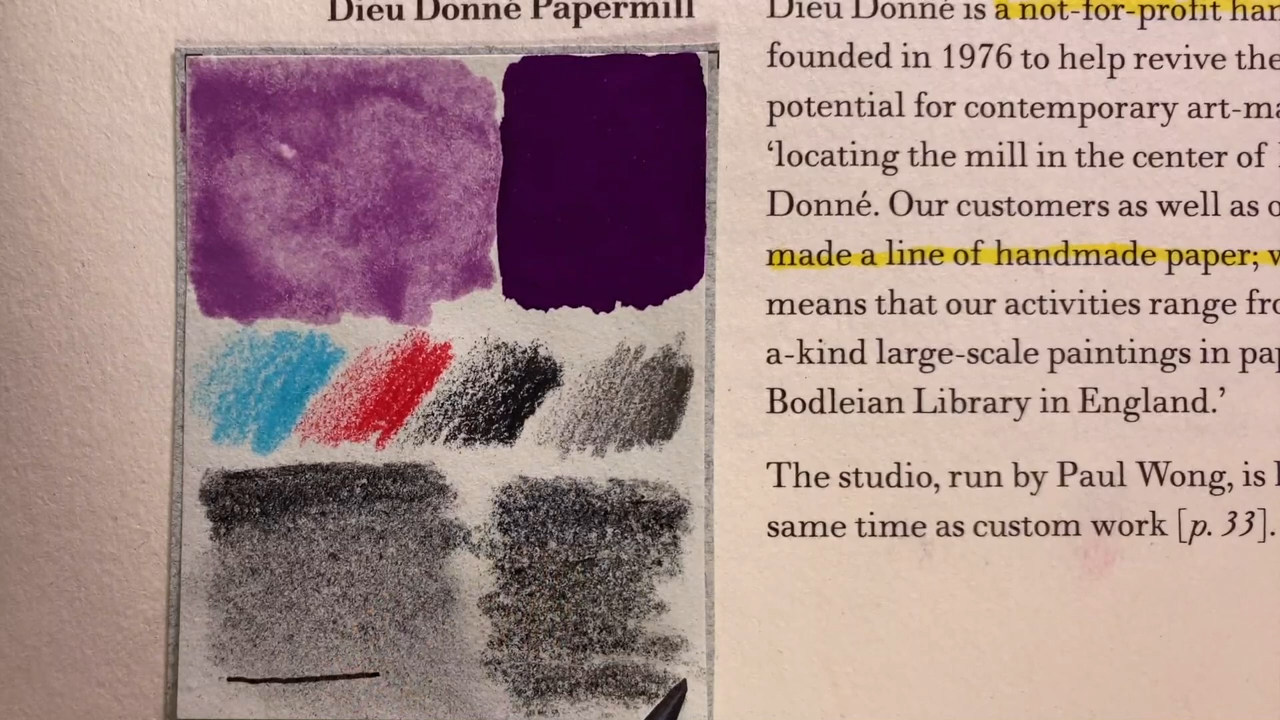 Dieu Donné Papermill
Dieu Donné is a not-for-profit
founded in 1976 to help revive the
potential for contemporary
‘locating the mill in the center of
Donné. Our customers as well as
made a line of handmade paper;
means that our activities range
a-kind large-scale paintings in
Bodleian Library in England.’
The studio, run by Paul Wong, is
same time as custom work [p. 33].